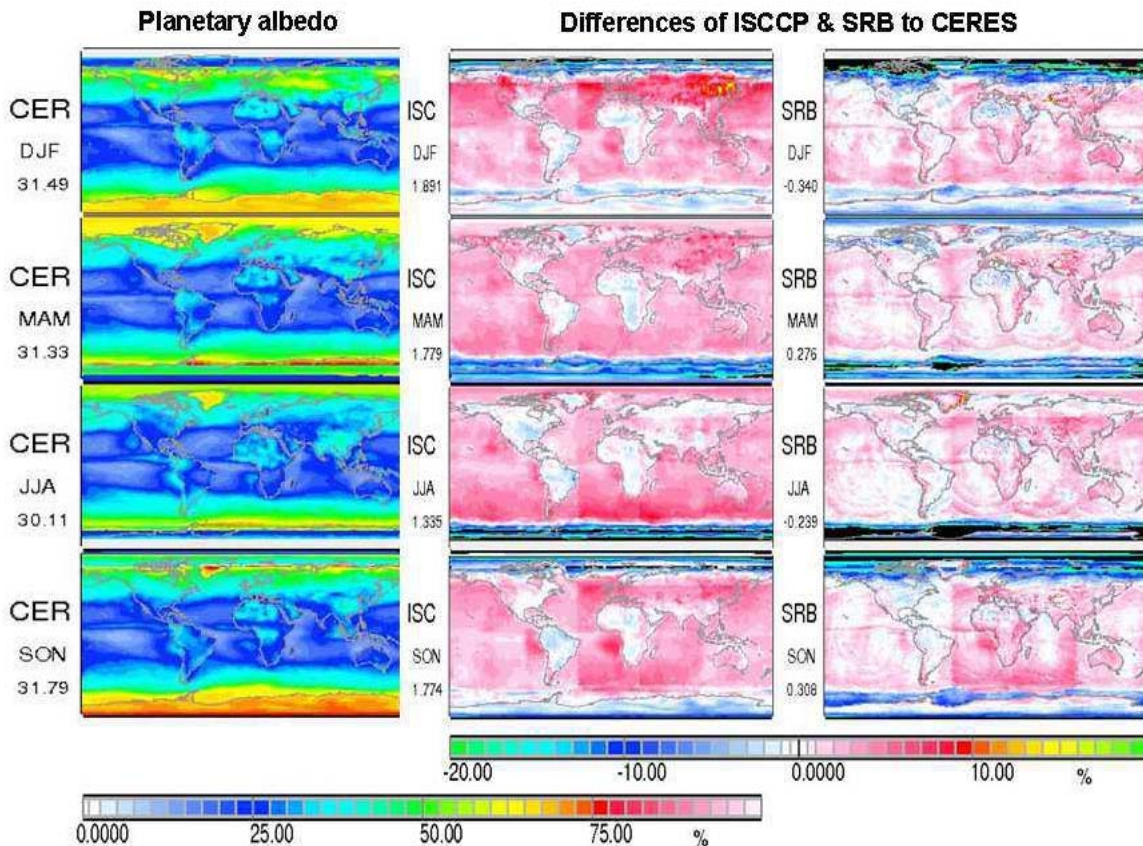 Planetary albedo
Differences of ISCCP & SRB to CERES
CER
DJF
31.49
ISC
DJF
1.891
SRB
DJF
-0.340
CER
MAM
31.33
ISC
MAM
1.779
SRB
MAM
0.276
CER
JJA
30.11
ISC
JJA
1.335
SRB
JJA
-0.239
CER
SON
31.79
ISC
SON
1.774
SRB
SON
0.308
-20.00 -10.00 0.0000 10.00 %
0.0000 25.00 50.00 75.00 %